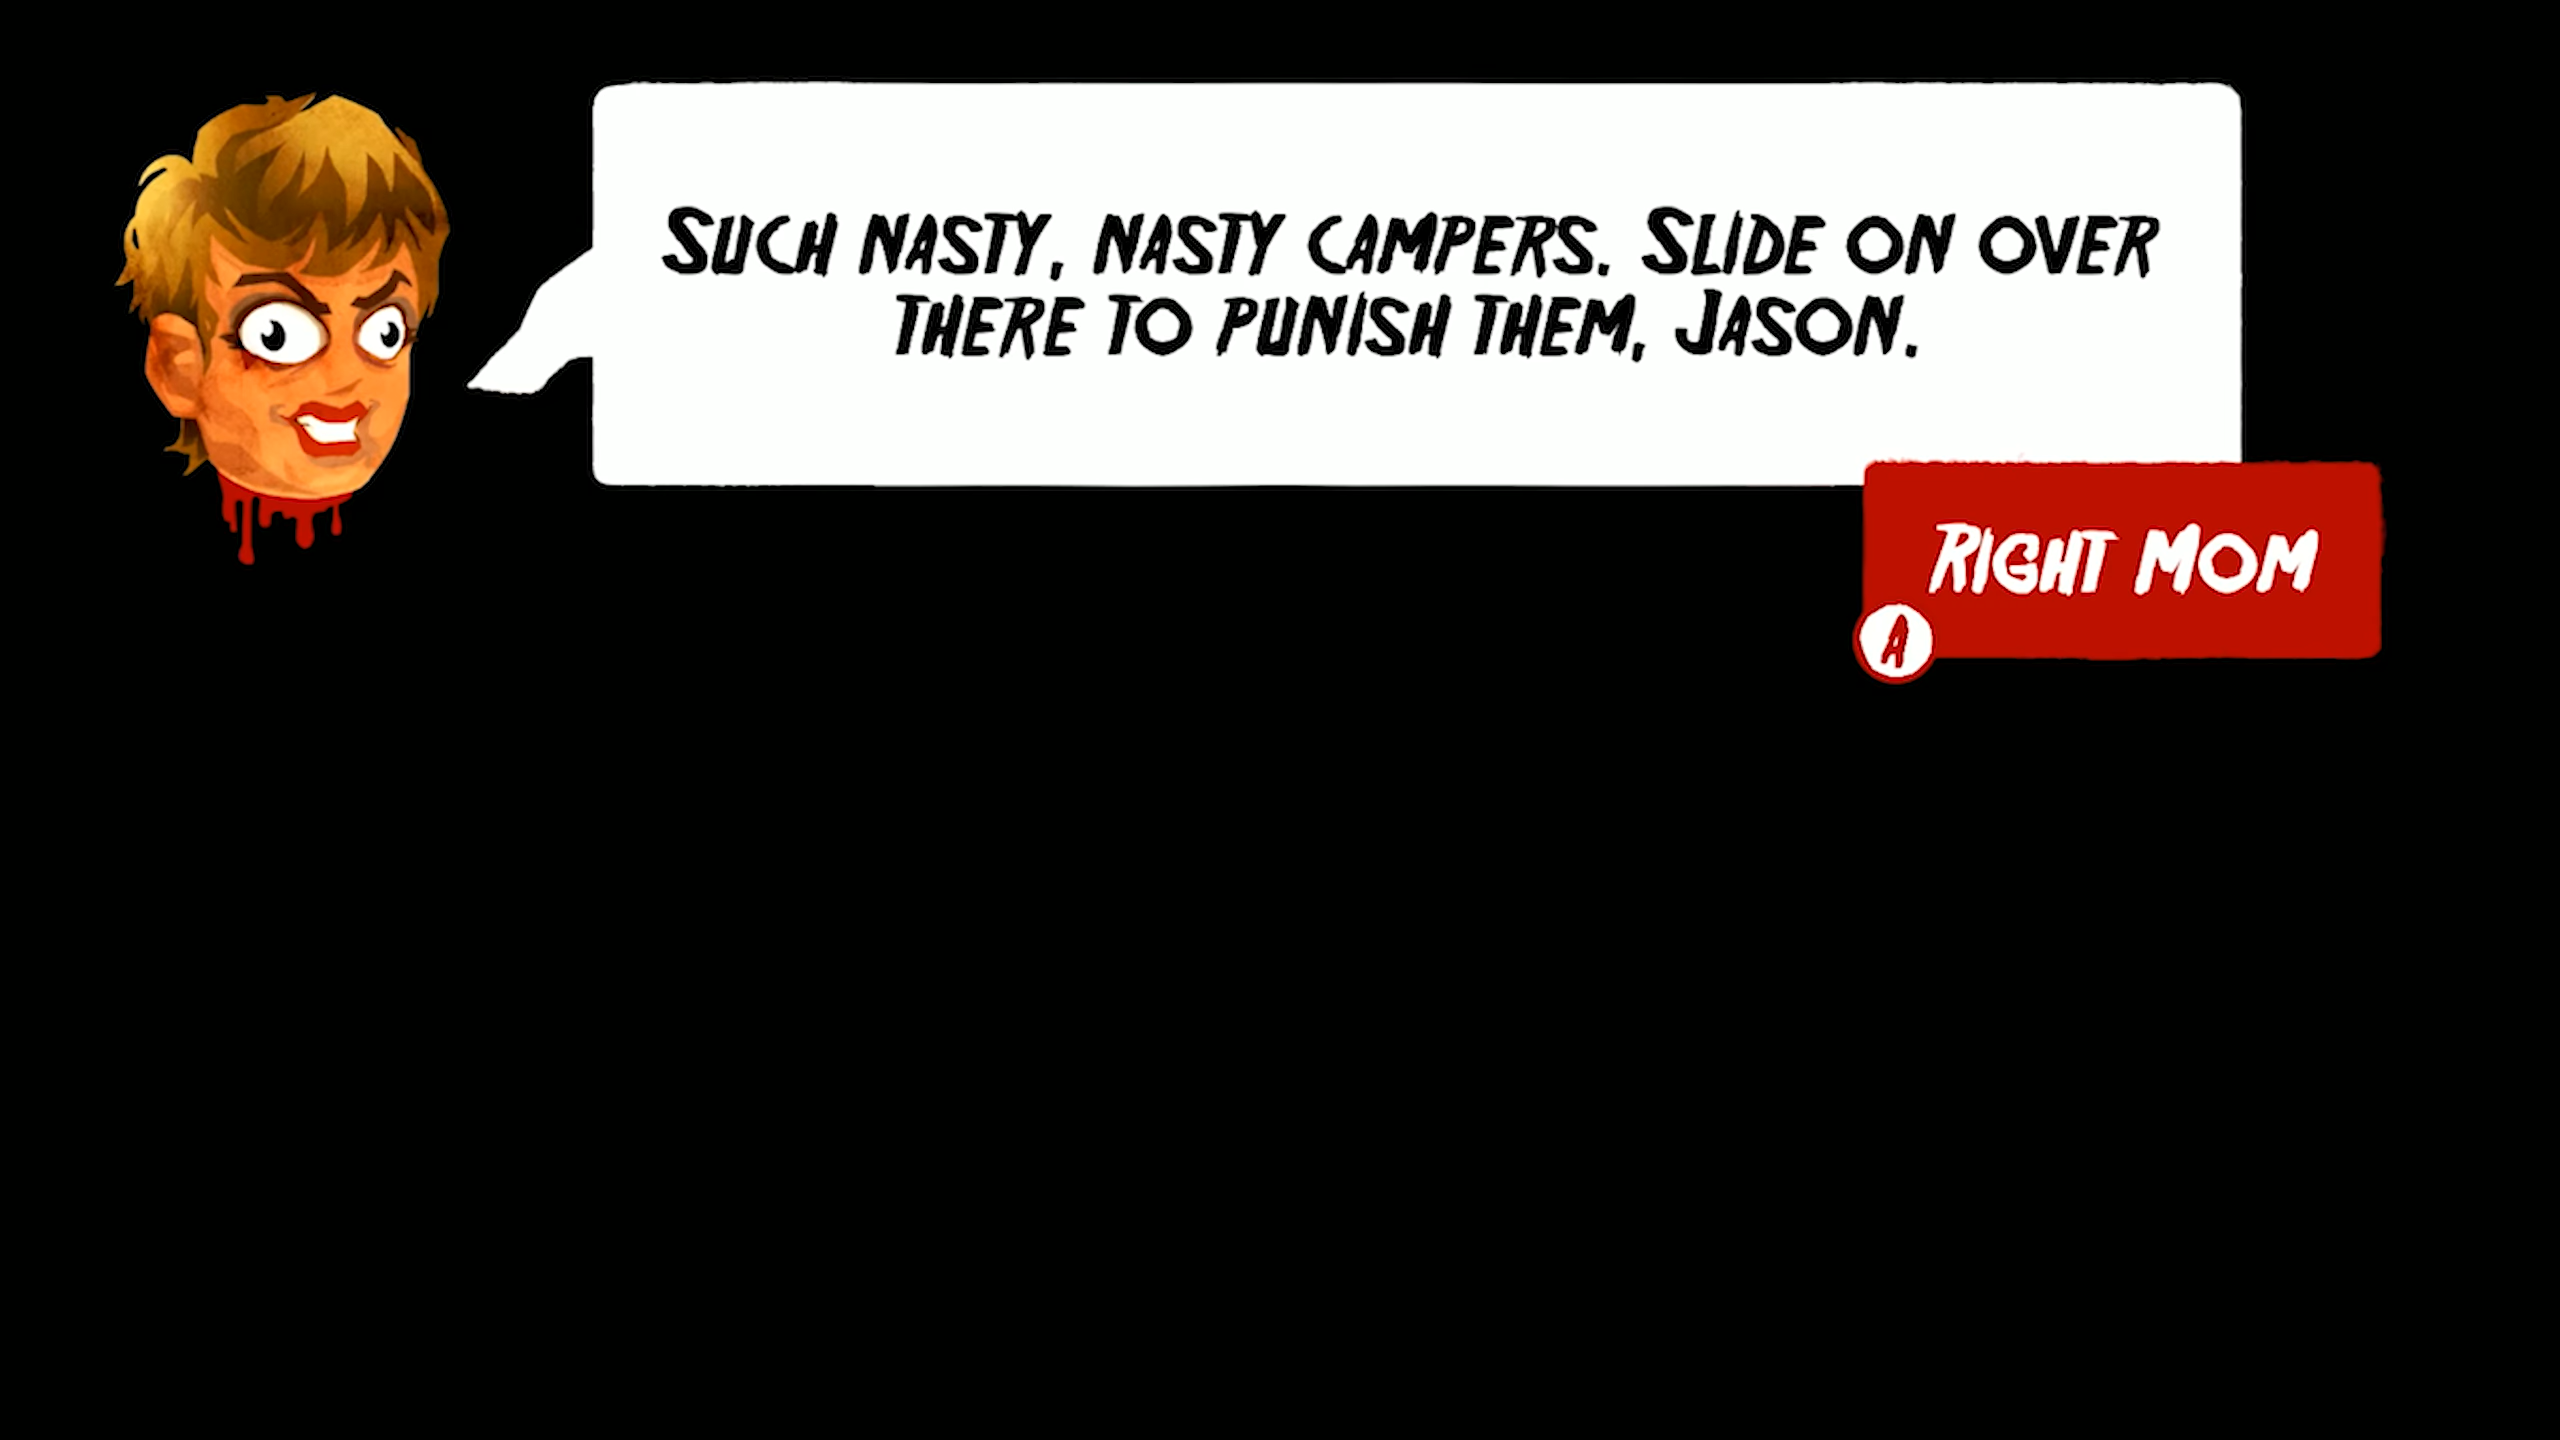 Such nasty, nasty campers. Slide on over
there to punish them, Jason.
Right Mom
A